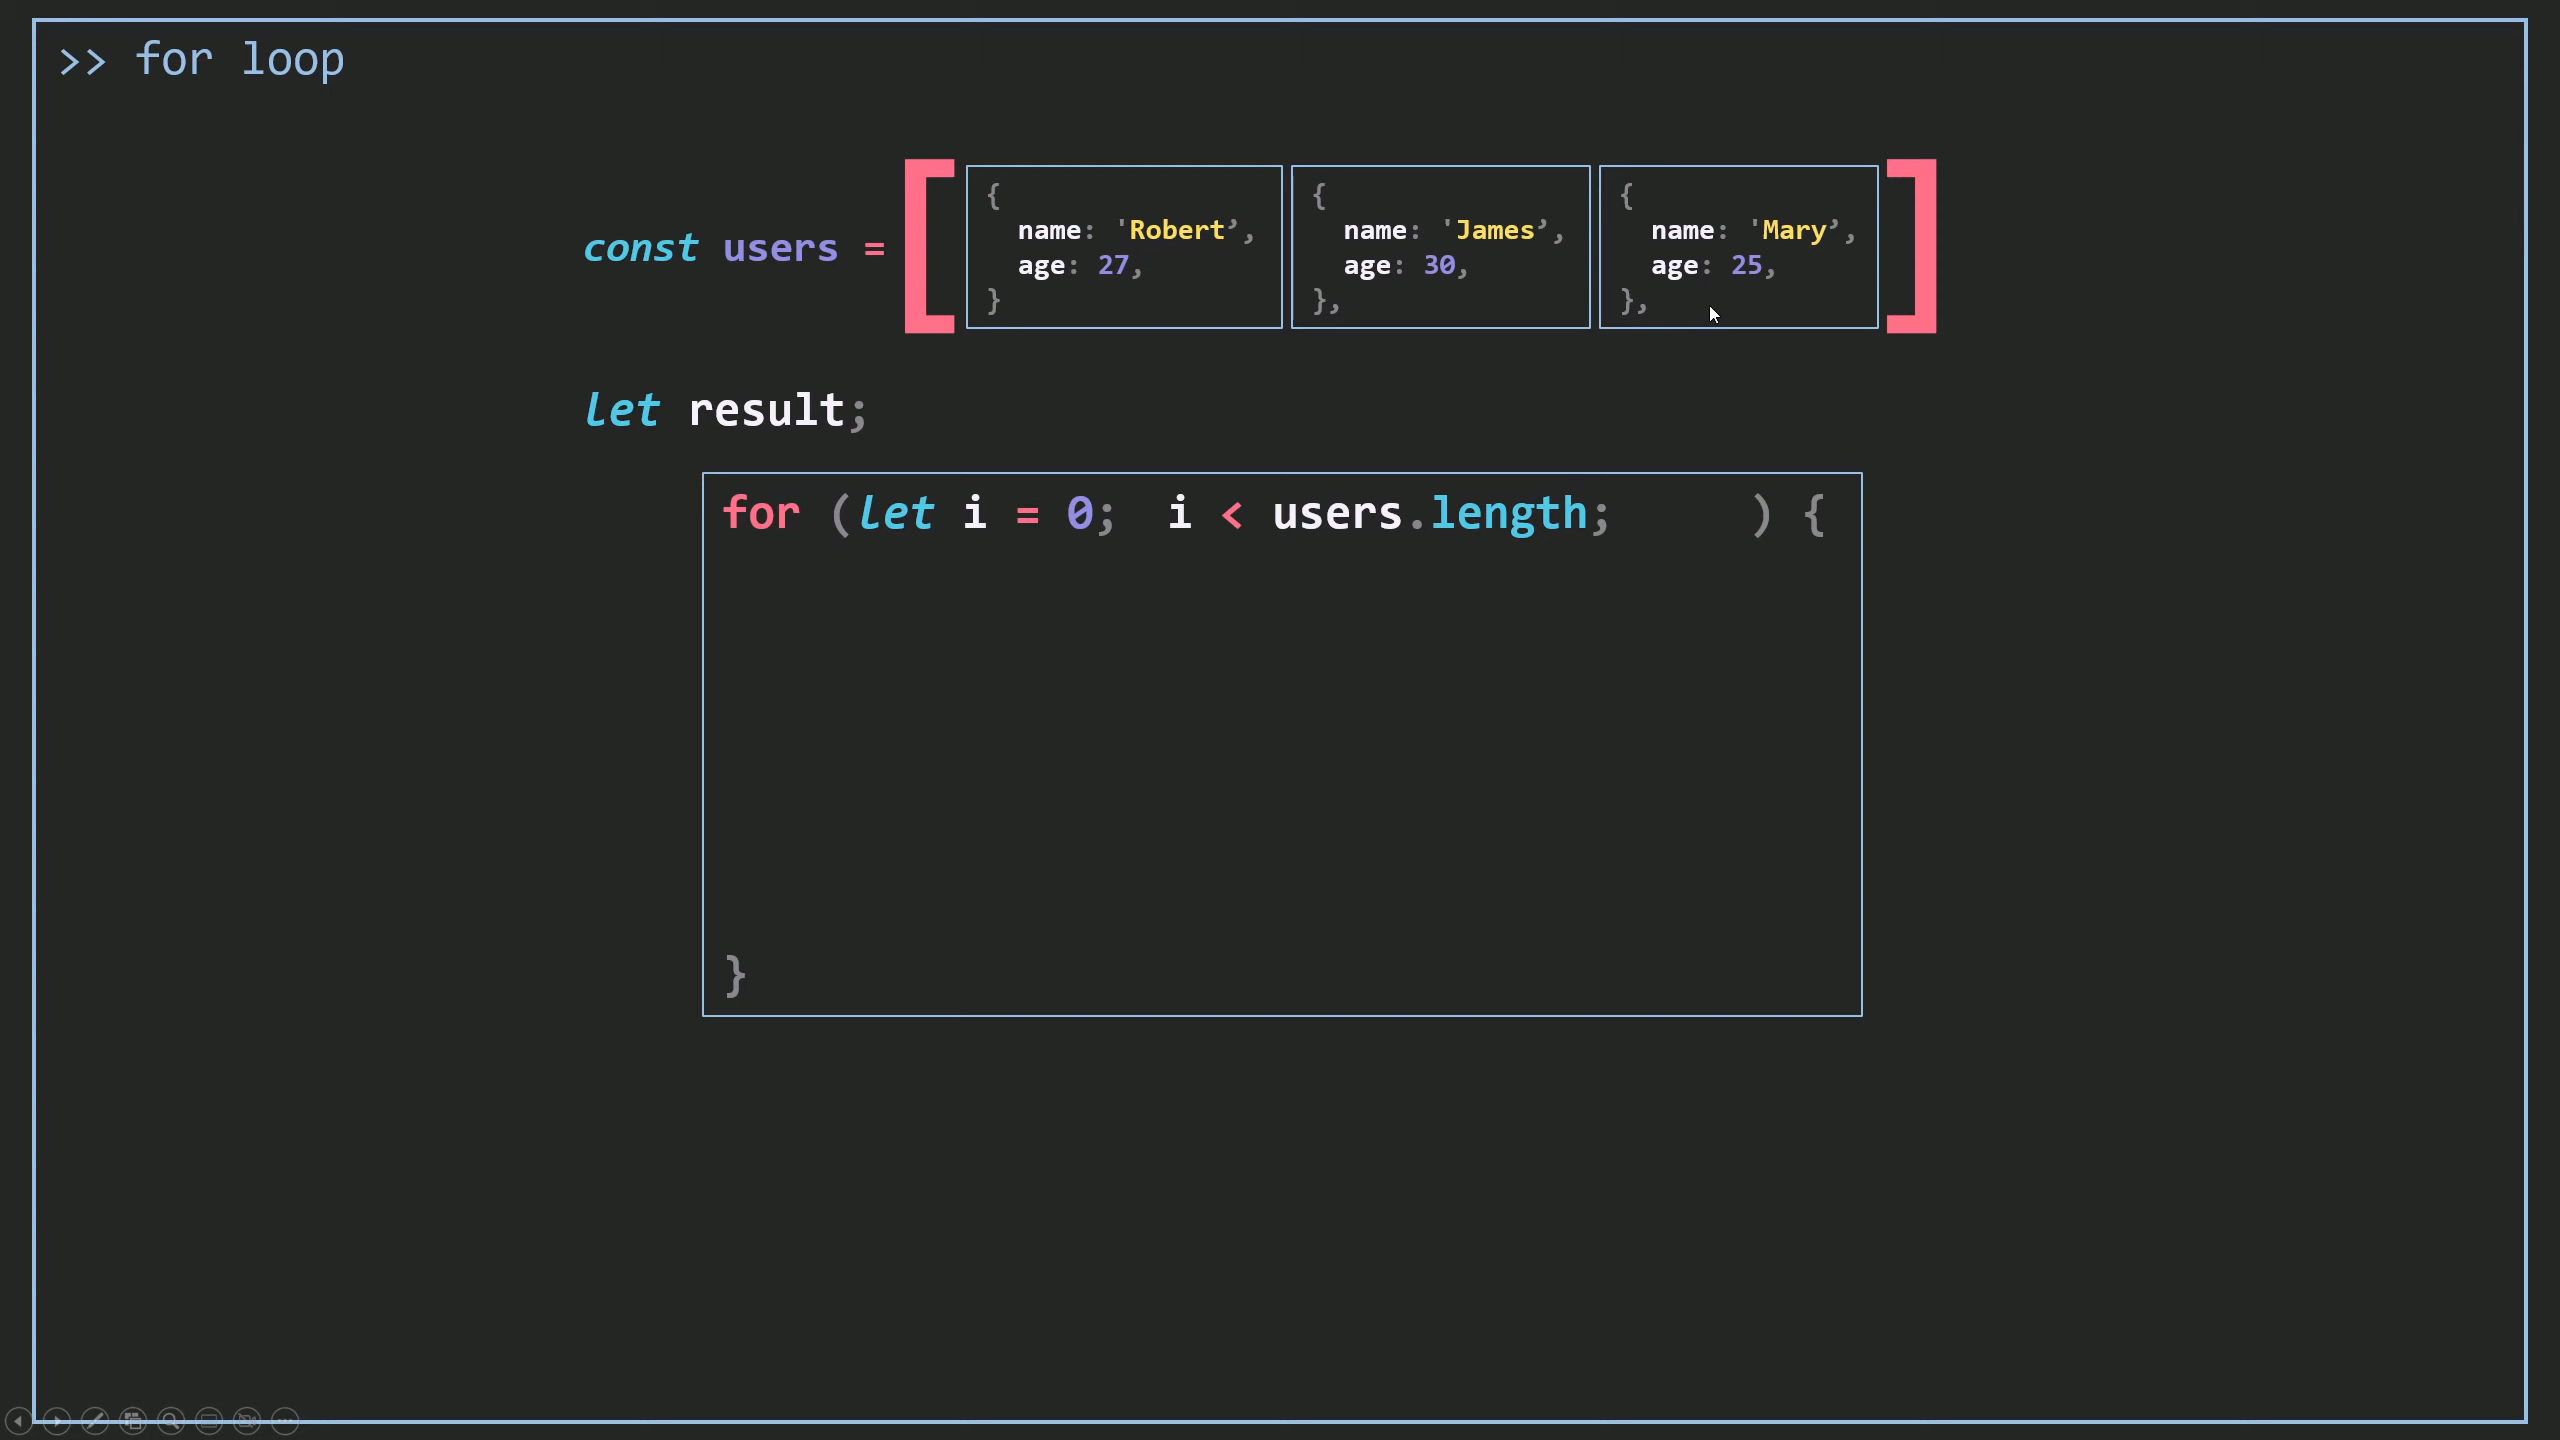 >> for loop
const users = [
{
name: 'Robert’,
age: 27,
}
{
name: 'James’,
age: 30,
},
{
name: 'Mary’,
age: 25,
},
]
let result;
for (let i = 0; i < users.length; ) {
}